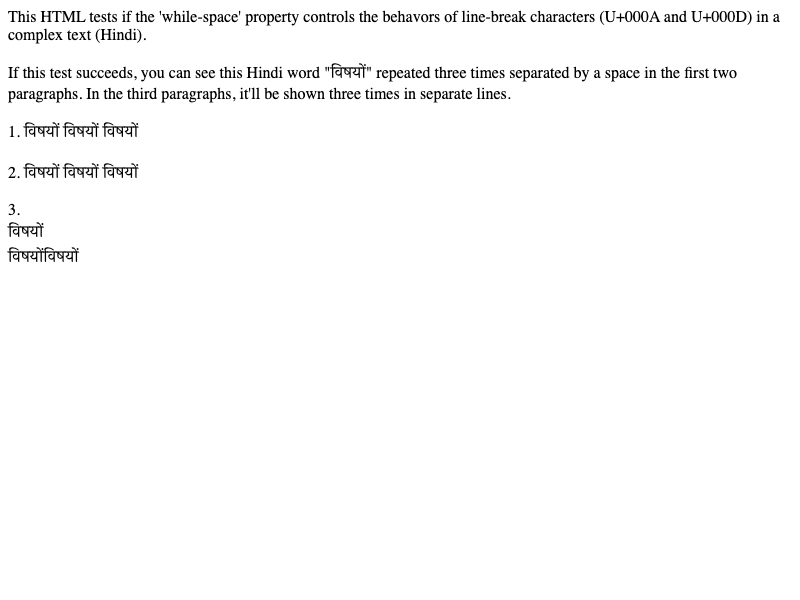 This HTML tests if the 'while-space' property controls the behavors of line-break characters (U+000A and U+000D) in a
complex text (Hindi).
If this test succeeds, you can see this Hindi word "विषयों" repeated three times separated by a space in the first two
paragraphs. In the third paragraphs, it'll be shown three times in separate lines.
1. विषयों विषयों विषयों
2. विषयों विषयों विषयों
3.
विषयों
विषयोंविषयों